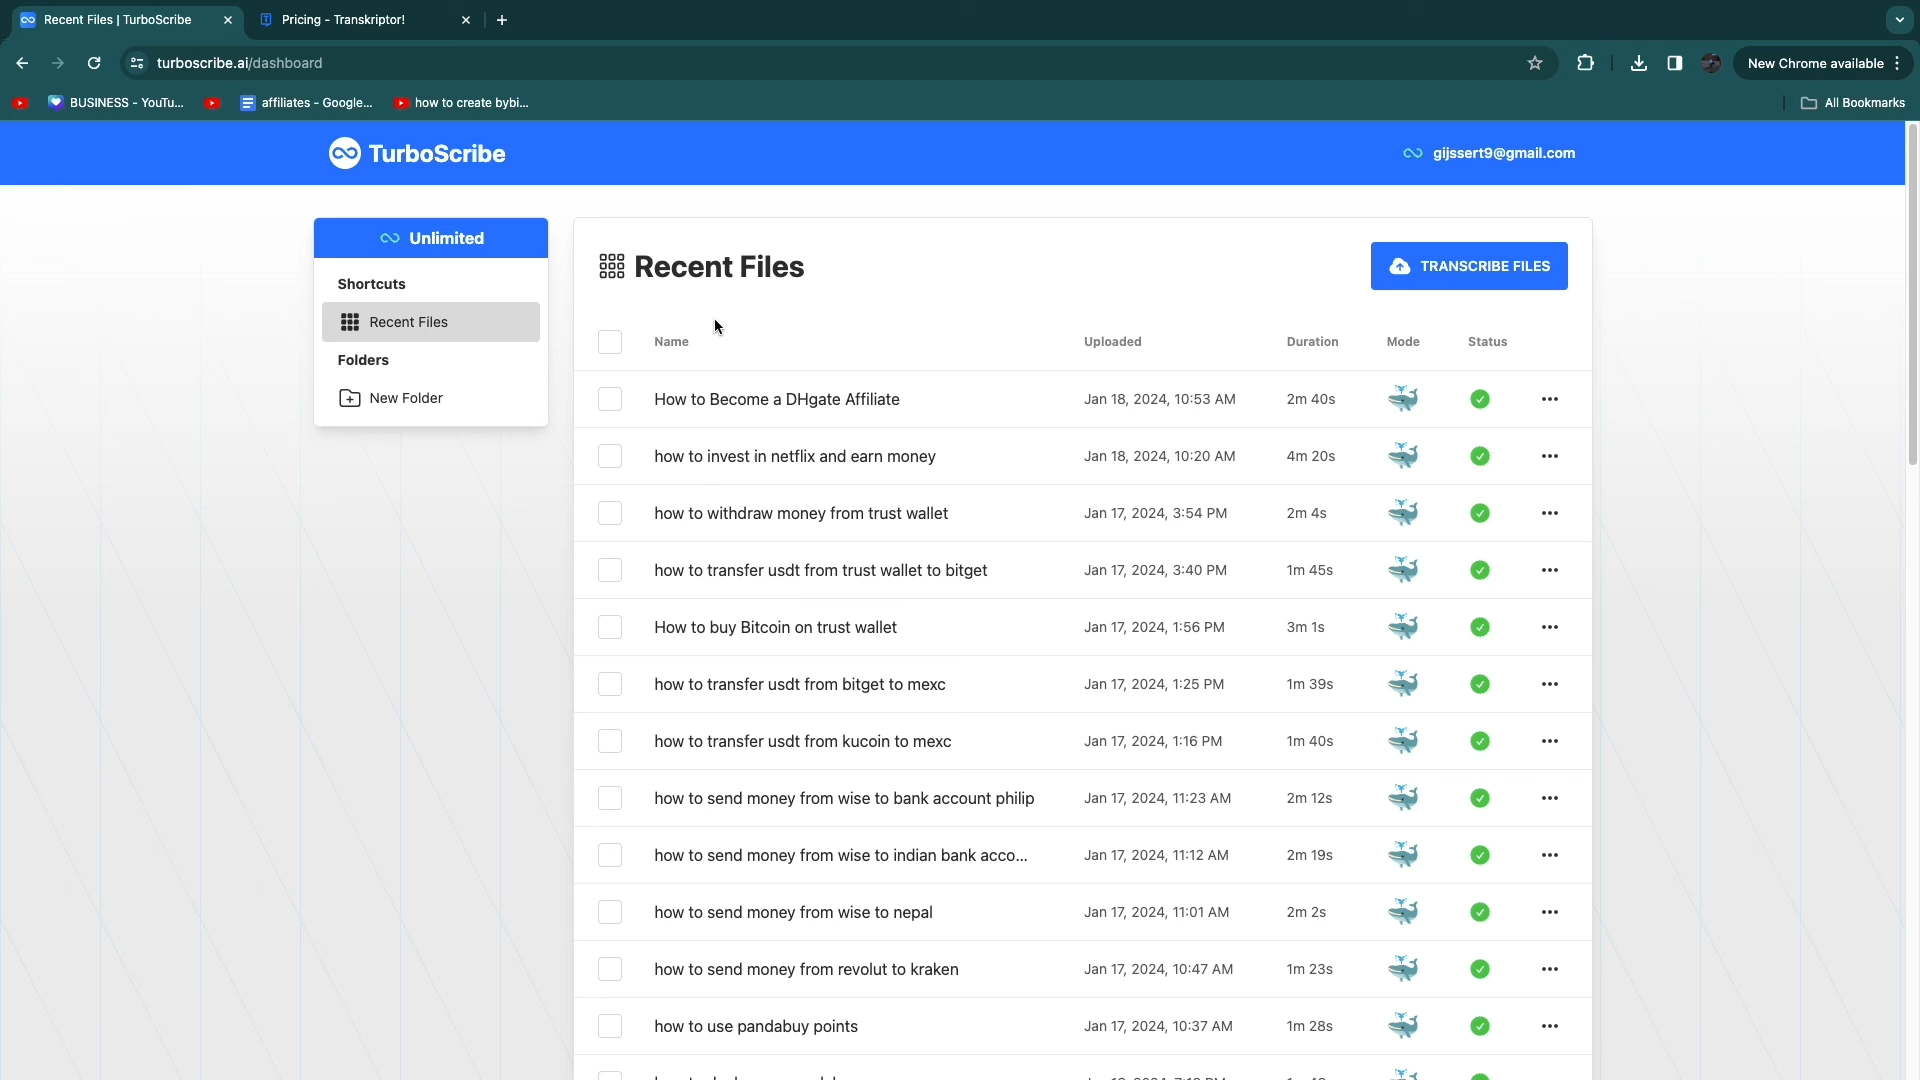 Recent Files | TurboScribe
Pricing - Transkriptor!
turboscribe.ai/dashboard
New Chrome available
BUSINESS - YouTu...
affiliates - Google...
how to create bybi...
All Bookmarks
TurboScribe
gijssert9@gmail.com
Unlimited
Shortcuts
Recent Files
Folders
New Folder
Recent Files
TRANSCRIBE FILES
Name Uploaded Duration Mode Status
How to Become a DHgate Affiliate Jan 18, 2024, 10:53 AM 2m 40s
how to invest in netflix and earn money Jan 18, 2024, 10:20 AM 4m 20s
how to withdraw money from trust wallet Jan 17, 2024, 3:54 PM 2m 4s
how to transfer usdt from trust wallet to bitget Jan 17, 2024, 3:40 PM 1m 45s
How to buy Bitcoin on trust wallet Jan 17, 2024, 1:56 PM 3m 1s
how to transfer usdt from bitget to mexc Jan 17, 2024, 1:25 PM 1m 39s
how to transfer usdt from kucoin to mexc Jan 17, 2024, 1:16 PM 1m 40s
how to send money from wise to bank account philip Jan 17, 2024, 11:23 AM 2m 12s
how to send money from wise to indian bank acco... Jan 17, 2024, 11:12 AM 2m 19s
how to send money from wise to nepal Jan 17, 2024, 11:01 AM 2m 2s
how to send money from revolut to kraken Jan 17, 2024, 10:47 AM 1m 23s
how to use pandabuy points Jan 17, 2024, 10:37 AM 1m 28s